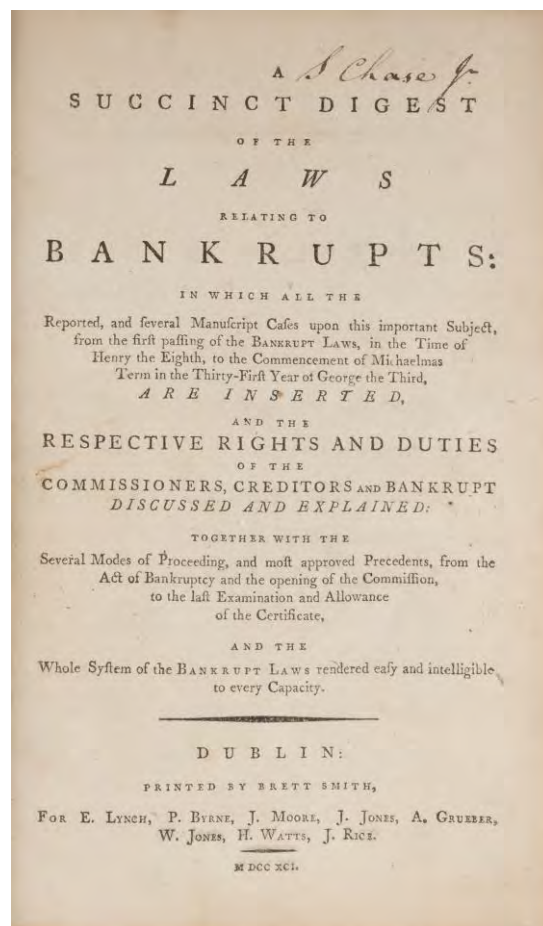 A S Chase Jr
SUCCINCT DIGEST
OF THE
LAWS
RELATING TO
BANKRUPTS:
IN WHICH ALL THE
Reported, and ſeveral Manuſcript Caſes upon this important Subject,
from the firſt paſſing of the BANKRUPT LAWS, in the Time of
Henry the Eighth, to the Commencement of Michaelmas
Term in the Thirty-Firſt Year of George the Third,
ARE INSERTED,
AND THE
RESPECTIVE RIGHTS AND DUTIES
OF THE
COMMISSIONERS, CREDITORS AND BANKRUPT
DISCUSSED AND EXPLAINED:
TOGETHER WITH THE
Several Modes of Proceeding, and moſt approved Precedents, from the
Act of Bankruptcy and the opening of the Commiſſion,
to the laſt Examination and Allowance
of the Certificate,
AND THE
Whole Syſtem of the BANKRUPT LAWS rendered eaſy and intelligible
to every Capacity.
DUBLIN:
PRINTED BY BRETT SMITH,
FOR E. LYNCH, P. BYRNE, J. MOORE, J. JONES, A. GRUEBER,
W. JONES, H. WATTS, J. RICE.
M DCC XCI.